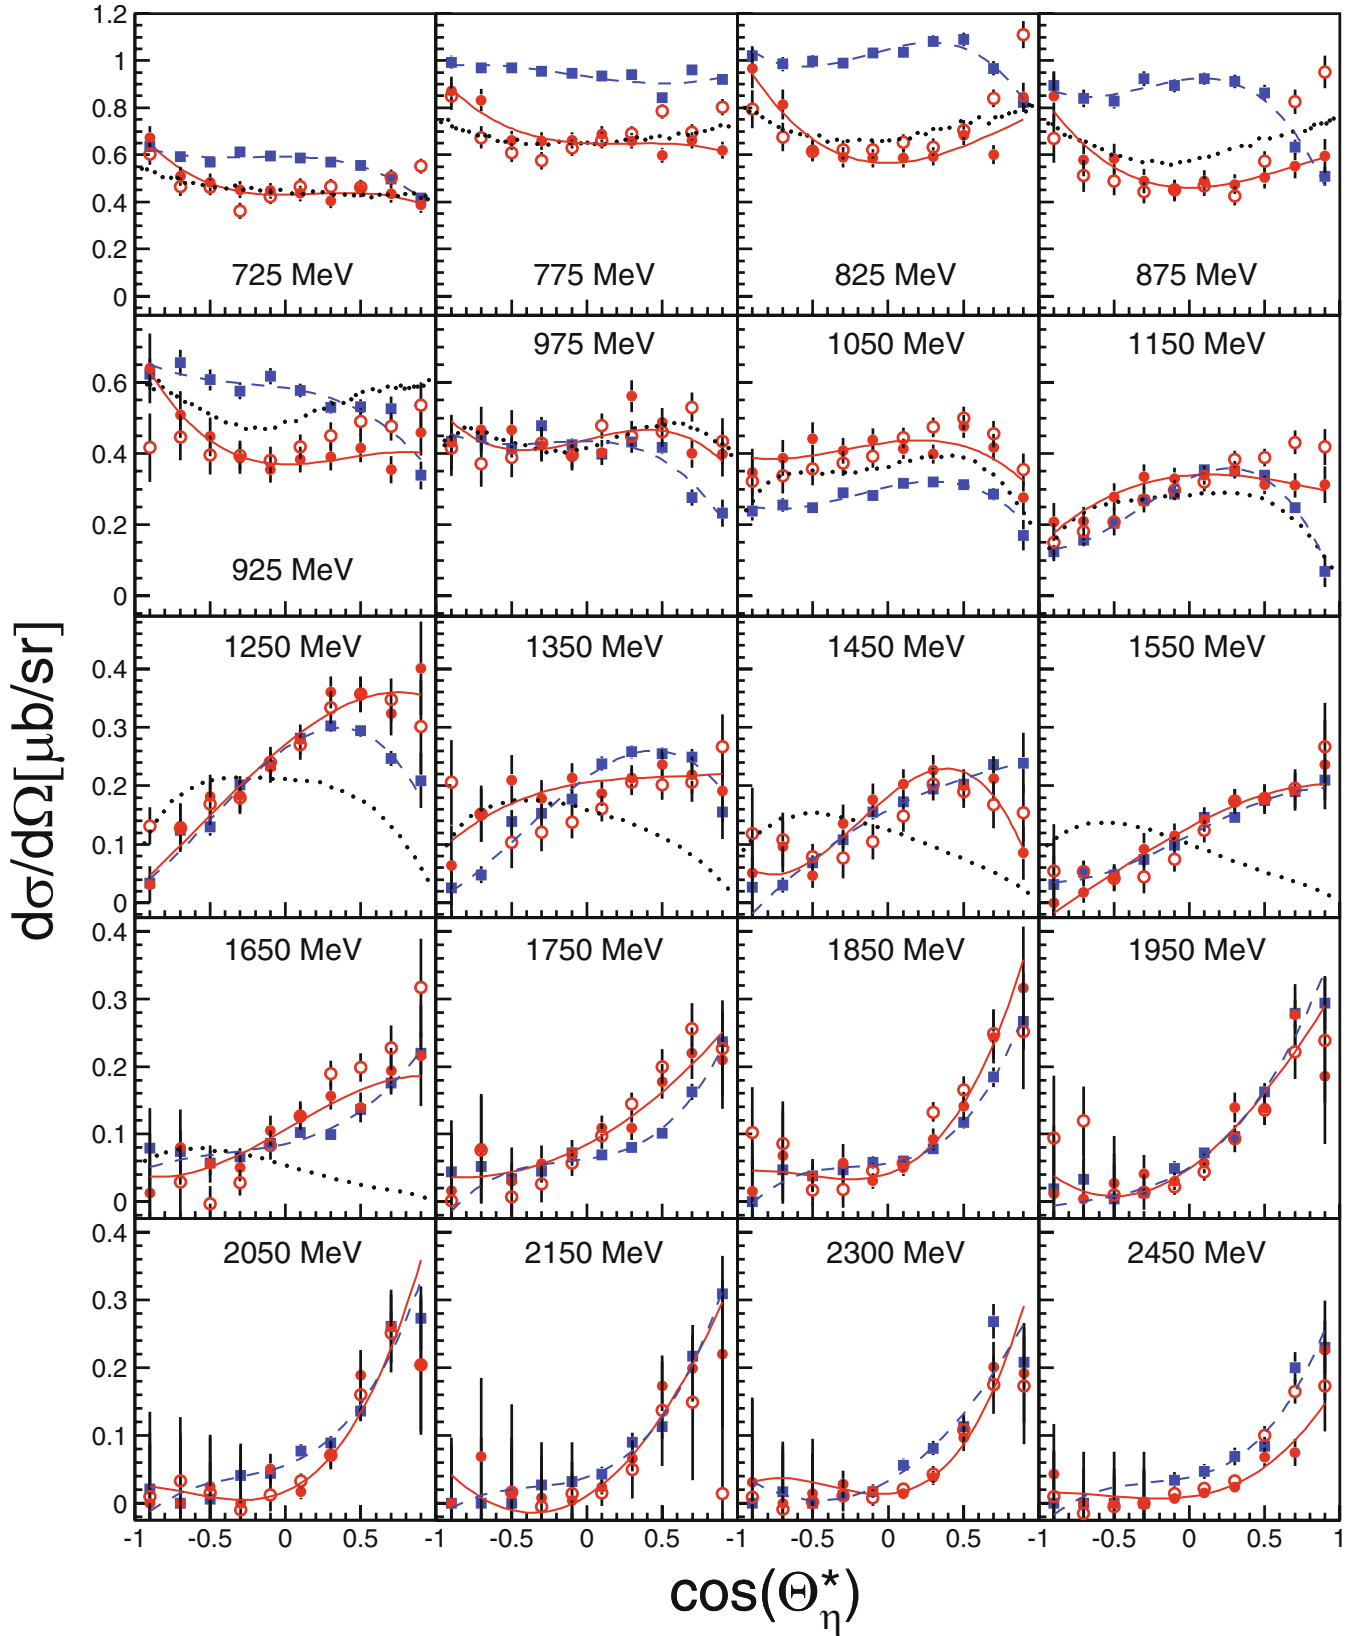 1.2
1
0.8
0.6
0.4
0.2
0
725 MeV
775 MeV
825 MeV
875 MeV
0.6
0.4
0.2
0
925 MeV
975 MeV
1050 MeV
1150 MeV
dσ/dΩ[μb/sr]
0.4
0.3
0.2
0.1
0
1250 MeV
1350 MeV
1450 MeV
1550 MeV
0.4
0.3
0.2
0.1
0
1650 MeV
1750 MeV
1850 MeV
1950 MeV
0.4
0.3
0.2
0.1
0
2050 MeV
2150 MeV
2300 MeV
2450 MeV
-1 -0.5 0 0.5 -1 -0.5 0 0.5 -1 -0.5 0 0.5 -1 -0.5 0 0.5 1
cos(Θ*η)